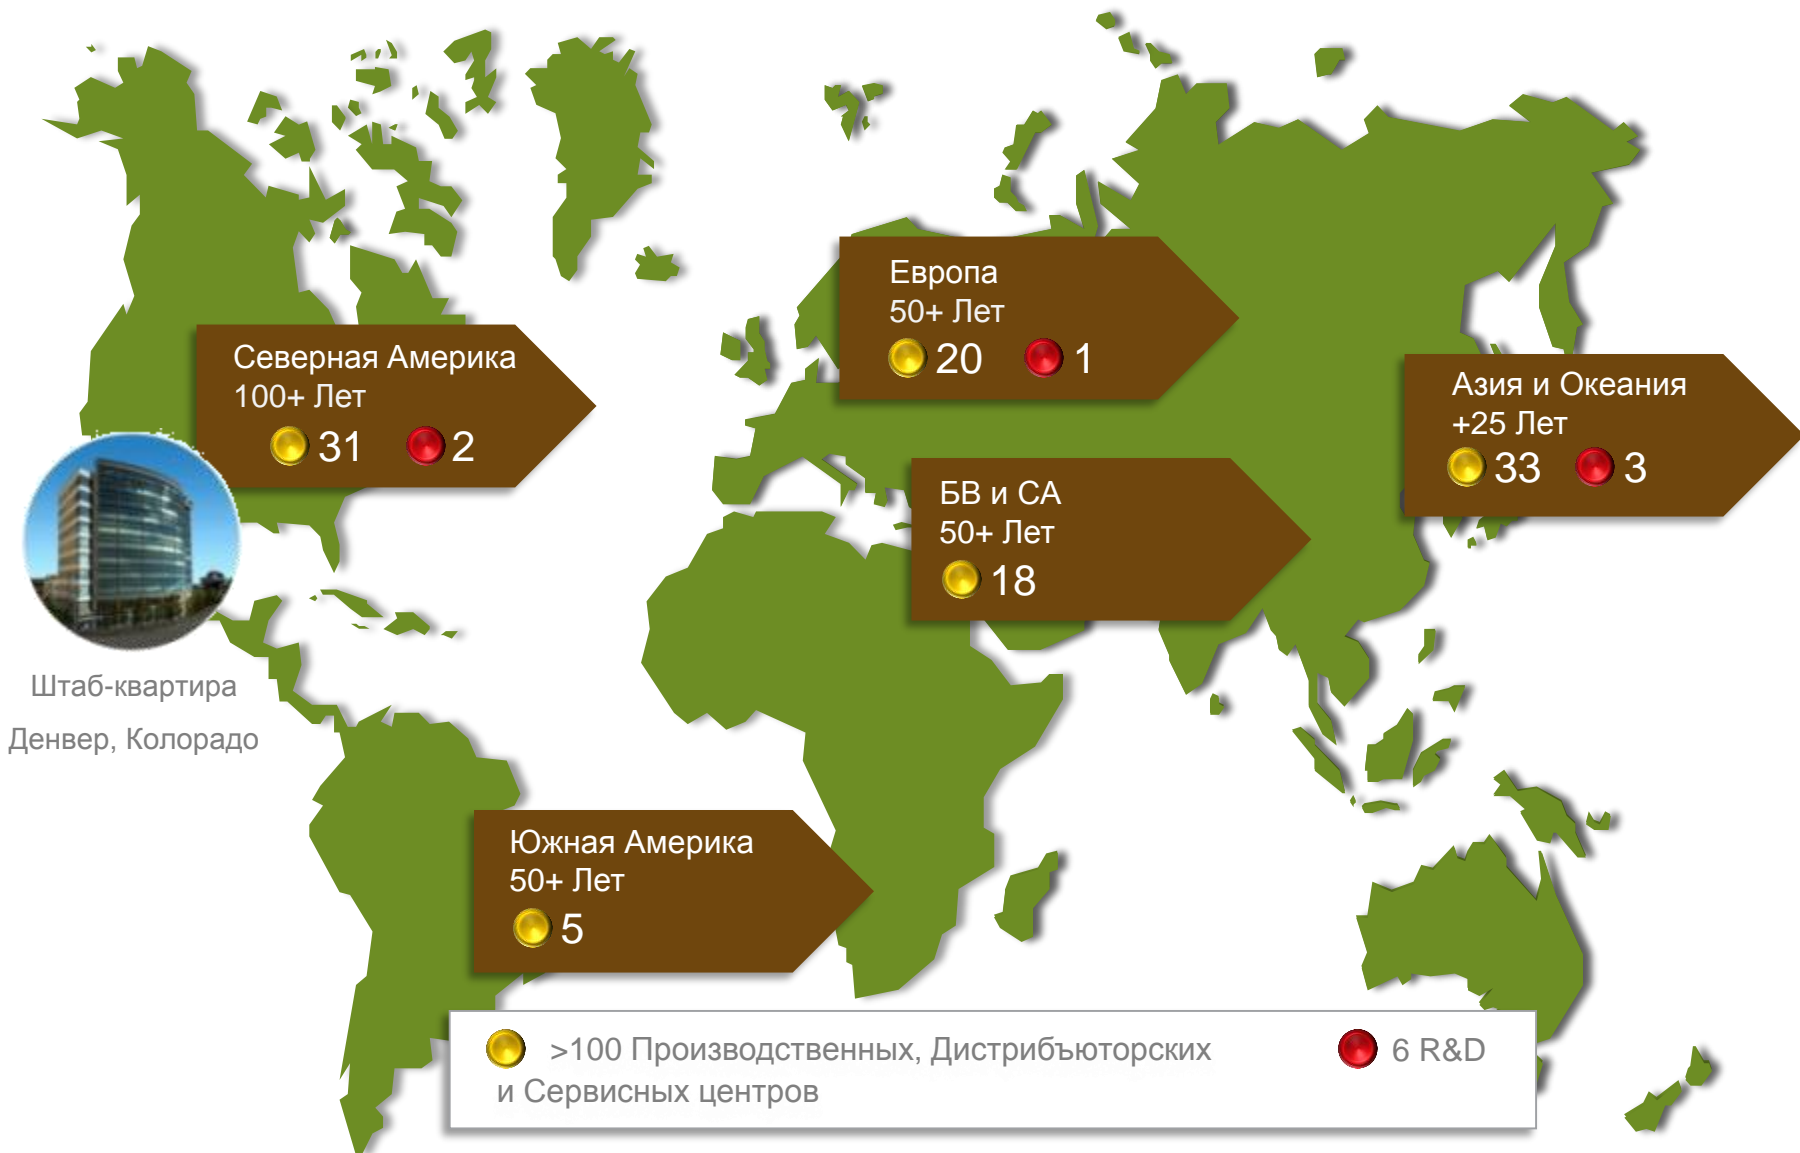 Европа
50+ Лет
20 1
Северная Америка
100+ Лет
31 2
Азия и Океания
+25 Лет
33 3
БВ и СА
50+ Лет
18
Штаб-квартира
Денвер, Колорадо
Южная Америка
50+ Лет
5
>100 Производственных, Дистрибъюторских
и Сервисных центров
6 R&D